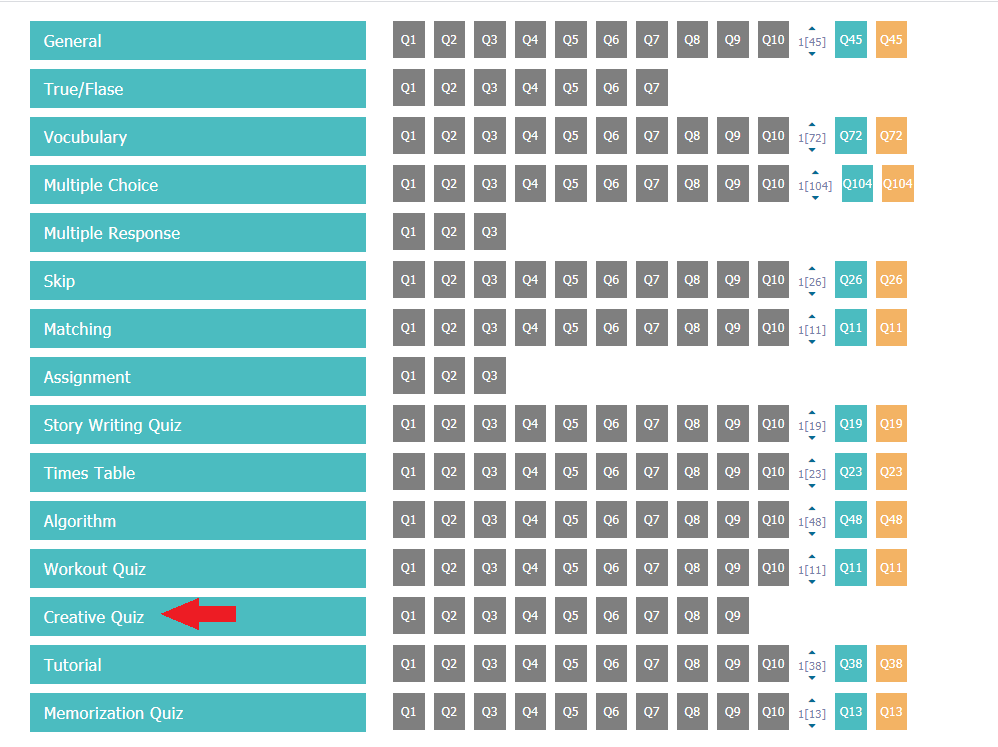 General Q1 Q2 Q3 Q4 Q5 Q6 Q7 Q8 Q9 Q10 1[45] Q45 Q45
True/Flase Q1 Q2 Q3 Q4 Q5 Q6 Q7
Vocubulary Q1 Q2 Q3 Q4 Q5 Q6 Q7 Q8 Q9 Q10 1[72] Q72 Q72
Multiple Choice Q1 Q2 Q3 Q4 Q5 Q6 Q7 Q8 Q9 Q10 1[104] Q104 Q104
Multiple Response Q1 Q2 Q3
Skip Q1 Q2 Q3 Q4 Q5 Q6 Q7 Q8 Q9 Q10 1[26] Q26 Q26
Matching Q1 Q2 Q3 Q4 Q5 Q6 Q7 Q8 Q9 Q10 1[11] Q11 Q11
Assignment Q1 Q2 Q3
Story Writing Quiz Q1 Q2 Q3 Q4 Q5 Q6 Q7 Q8 Q9 Q10 1[19] Q19 Q19
Times Table Q1 Q2 Q3 Q4 Q5 Q6 Q7 Q8 Q9 Q10 1[23] Q23 Q23
Algorithm Q1 Q2 Q3 Q4 Q5 Q6 Q7 Q8 Q9 Q10 1[48] Q48 Q48
Workout Quiz Q1 Q2 Q3 Q4 Q5 Q6 Q7 Q8 Q9 Q10 1[11] Q11 Q11
Creative Quiz Q1 Q2 Q3 Q4 Q5 Q6 Q7 Q8 Q9
Tutorial Q1 Q2 Q3 Q4 Q5 Q6 Q7 Q8 Q9 Q10 1[38] Q38 Q38
Memorization Quiz Q1 Q2 Q3 Q4 Q5 Q6 Q7 Q8 Q9 Q10 1[13] Q13 Q13